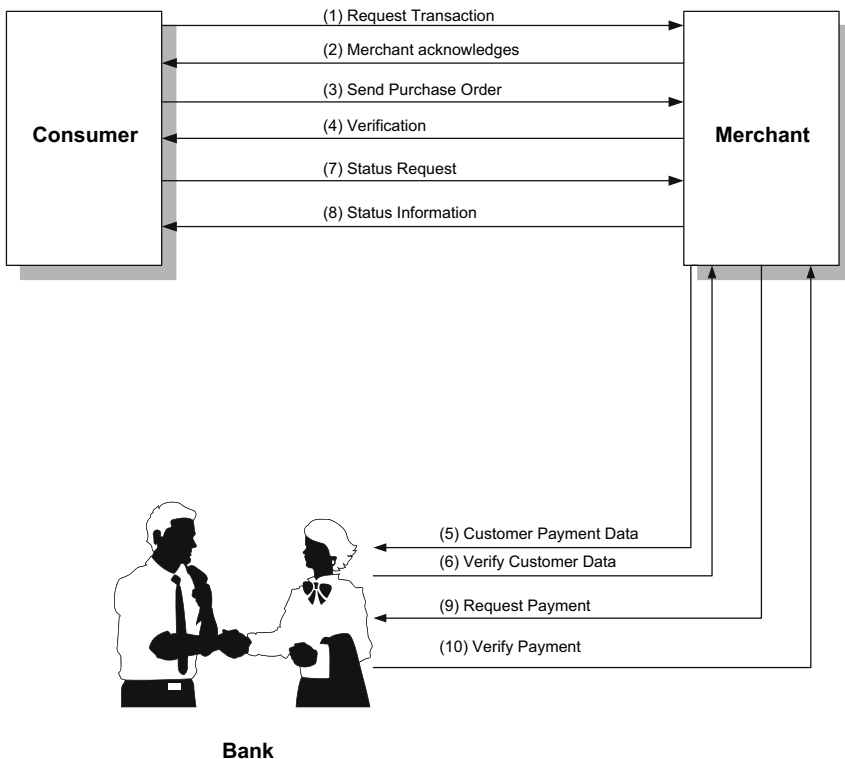 (1) Request Transaction
(2) Merchant acknowledges
(3) Send Purchase Order
Consumer
(4) Verification
Merchant
(7) Status Request
(8) Status Information
(5) Customer Payment Data
(6) Verify Customer Data
(9) Request Payment
(10) Verify Payment
Bank